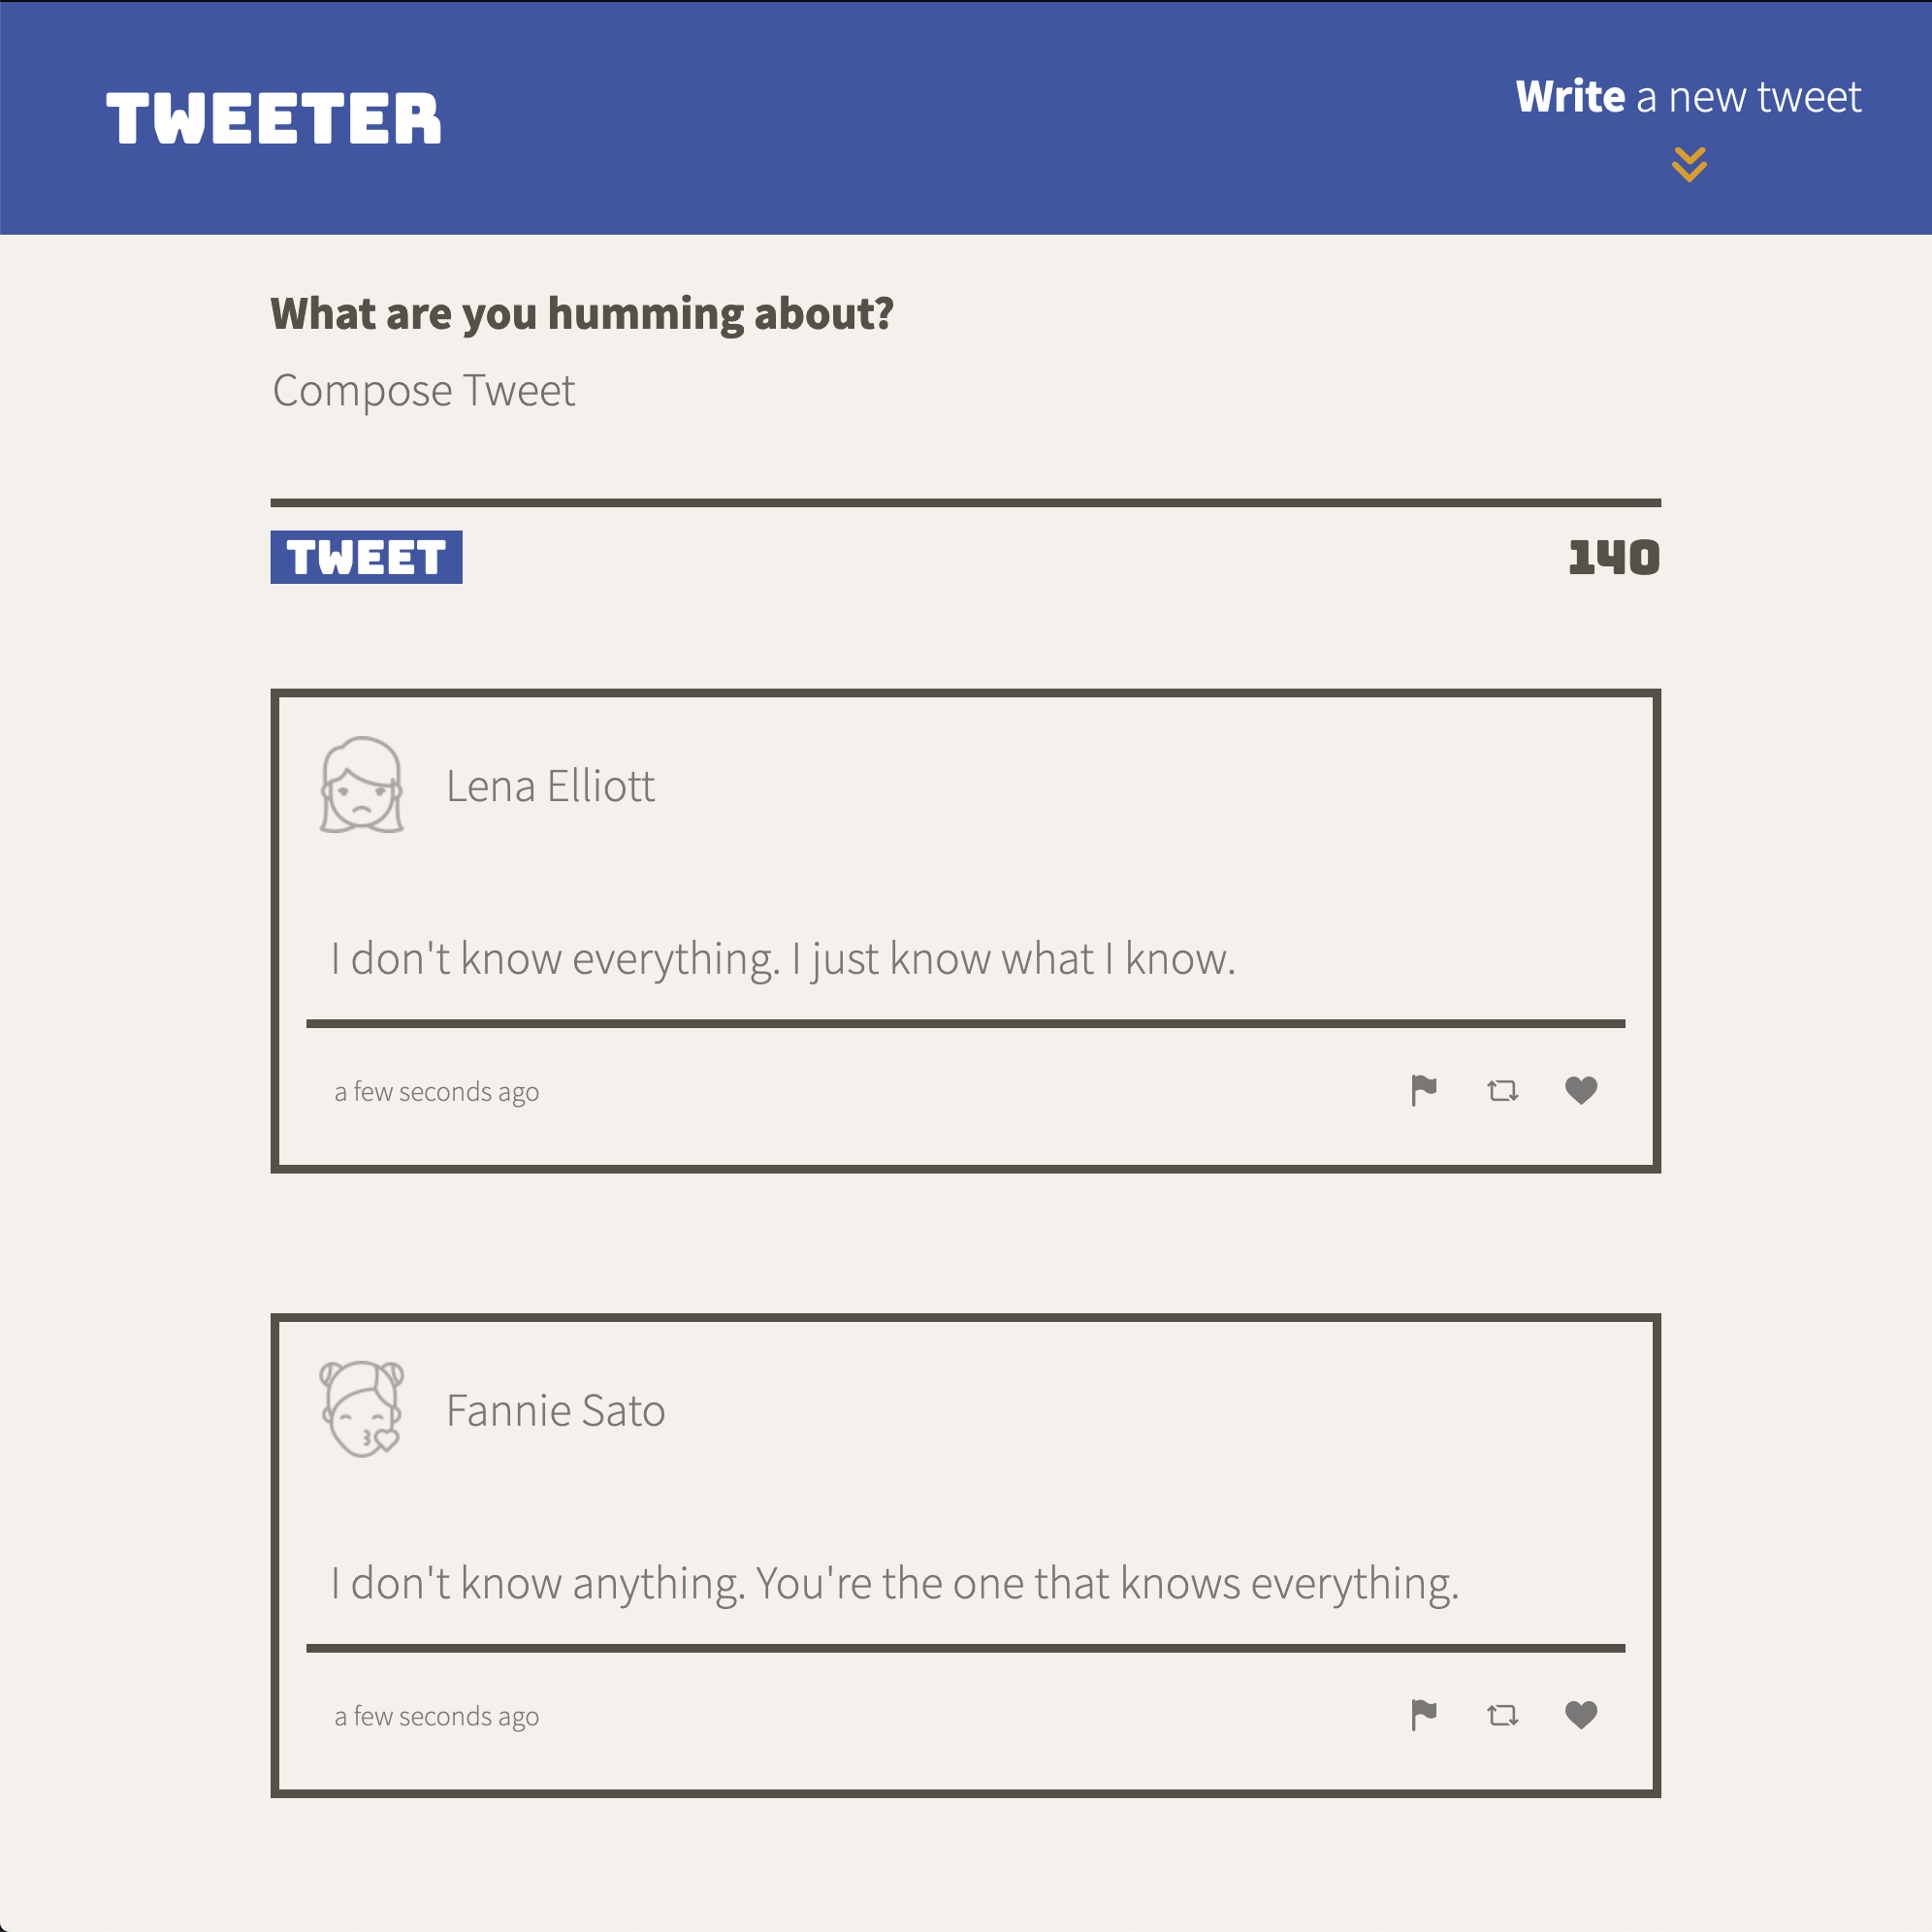 TWEETER
Write a new tweet
What are you humming about?
Compose Tweet
TWEET
140
Lena Elliott
I don't know everything. I just know what I know.
a few seconds ago
Fannie Sato
I don't know anything. You're the one that knows everything.
a few seconds ago